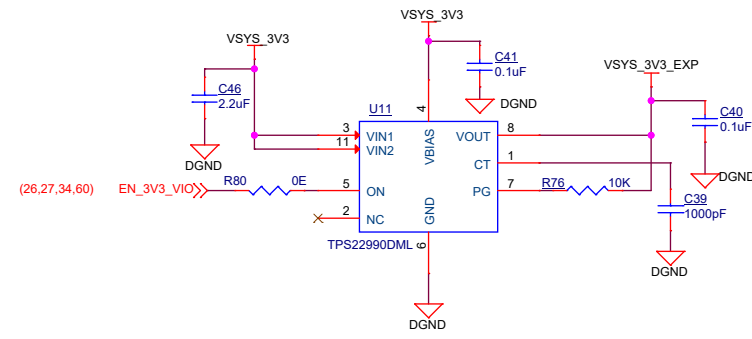 VSYS_3V3
VSYS_3V3
C41
0.1uF
DGND
VSYS_3V3_EXP
C46
2.2uF
DGND
C40
0.1uF
DGND
U11
4
3 VIN1 VBIAS VOUT 8
11 VIN2
CT 1
(26,27,34,60) EN_3V3_VIO R80 0E 5 ON PG 7 R76 10K
2 NC GND
C39
1000pF
DGND
TPS22990DML
6
DGND